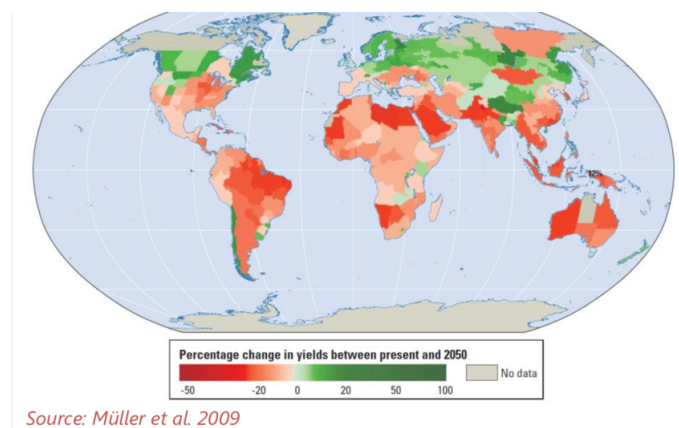 12%
Percentage change in yields between present and 2050
No data
-50 -20 0 20 50 100
Source: Müller et al. 2009